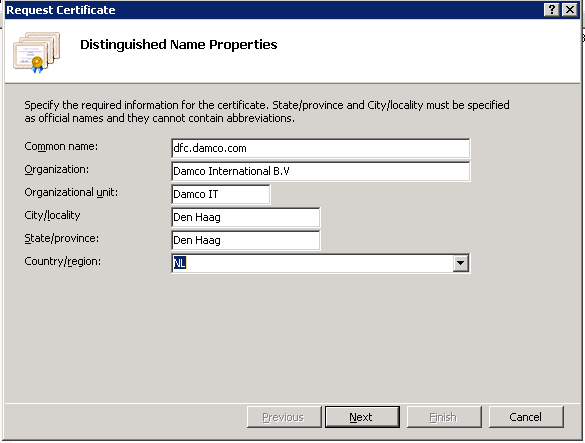 Request Certificate
Distinguished Name Properties
Specify the required information for the certificate. State/province and City/locality must be specified
as official names and they cannot contain abbreviations.
Common name: dfc.damco.com
Organization: Damco International B.V
Organizational unit: Damco IT
City/locality Den Haag
State/province: Den Haag
Country/region: NL
Previous Next Finish Cancel